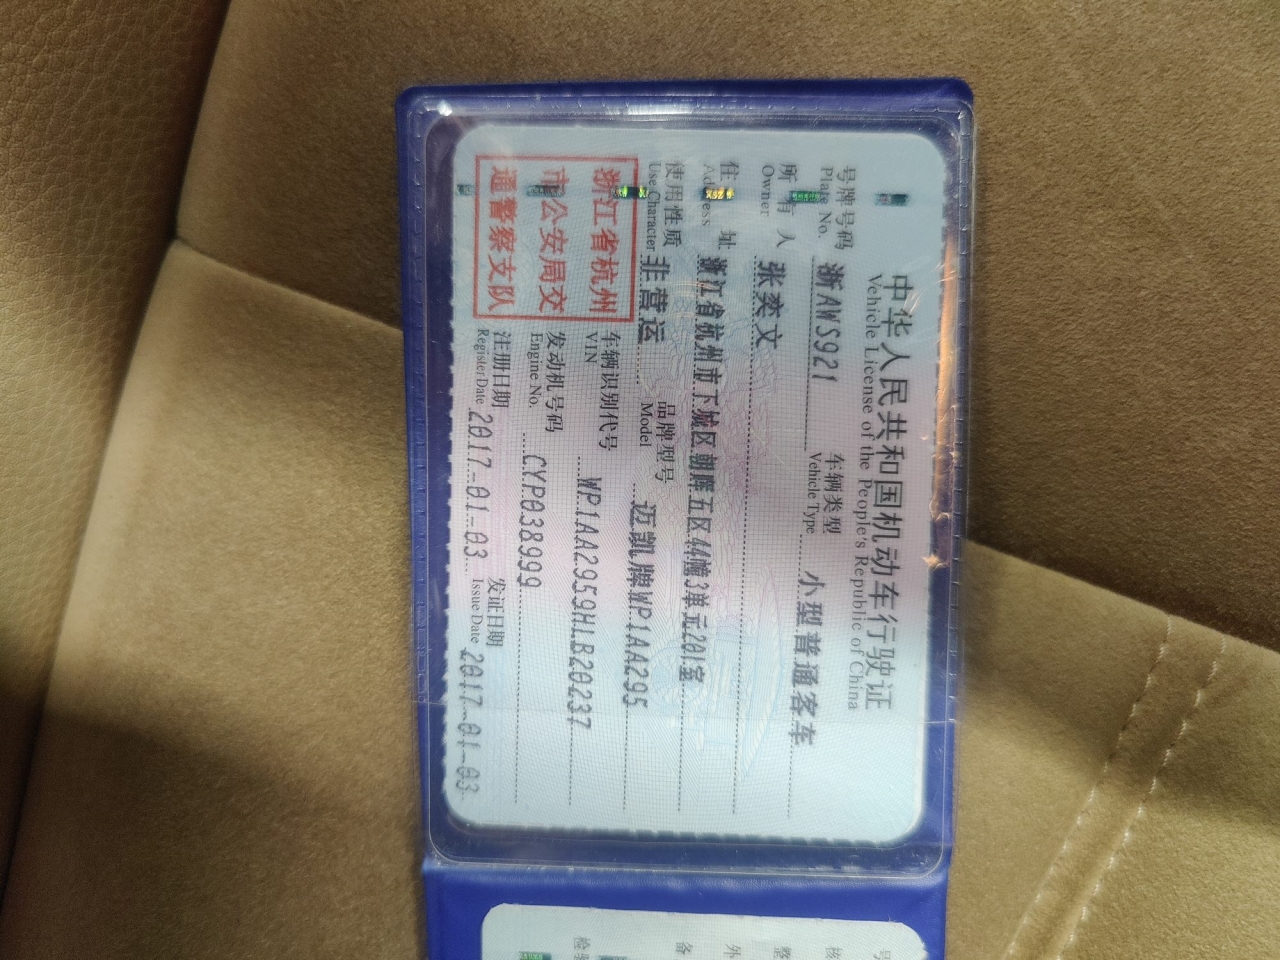 中华人民共和国机动车行驶证
Vehicle License of the People's Republic of China
号牌号码 浙AWS921 车辆类型 小型普通客车
Plate No. Vehicle Type
所有人 张奕文
Owner
住址 浙江省杭州市下城区朝晖五区44幢3单元201室
Address
使用性质 非营运 品牌型号 迈凯牌WP1AA295
Use Character Model
浙江省杭州
市公安局交
通警察支队
车辆识别代号 WP1AA2959HLB20237
VIN
发动机号码 CYP038999
Engine No.
注册日期 2017-01-03 发证日期 2017-01-03
Register Date Issue Date
号
核
整
外
备
检验